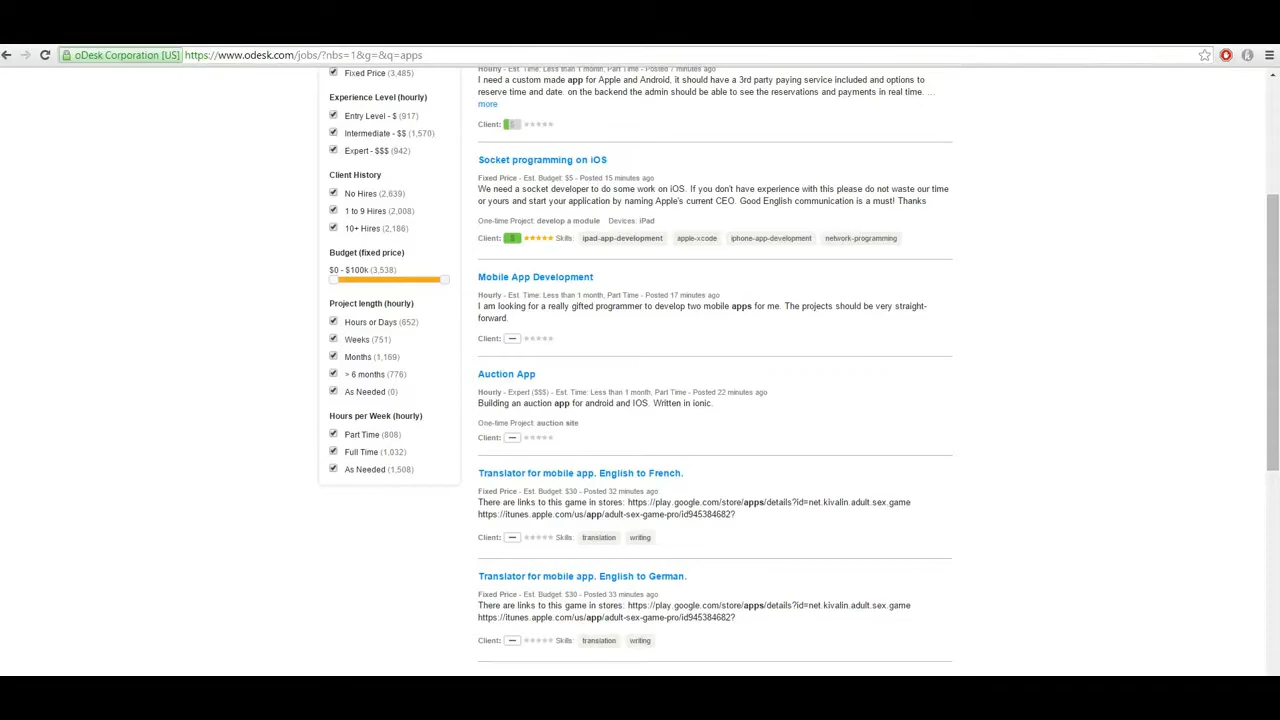 oDesk Corporation [US] https://www.odesk.com/jobs/?nbs=1&g=&q=apps
Fixed Price (3,485)
Experience Level (hourly)
Entry Level - $ (917)
Intermediate - $$ (1,570)
Expert - $$$ (942)
Client History
No Hires (2,639)
1 to 9 Hires (2,008)
10+ Hires (2,186)
Budget (fixed price)
$0 - $100k (3,538)
Project length (hourly)
Hours or Days (652)
Weeks (751)
Months (1,169)
> 6 months (776)
As Needed (0)
Hours per Week (hourly)
Part Time (808)
Full Time (1,032)
As Needed (1,508)
Hourly - Est. Time: Less than 1 month, Part Time - Posted 7 minutes ago
I need a custom made app for Apple and Android, it should have a 3rd party paying service included and options to
reserve time and date. on the backend the admin should be able to see the reservations and payments in real time. ...
more
Client: $
Socket programming on iOS
Fixed Price - Est. Budget: $5 - Posted 15 minutes ago
We need a socket developer to do some work on iOS. If you don't have experience with this please do not waste our time
or yours and start your application by naming Apple's current CEO. Good English communication is a must! Thanks
One-time Project: develop a module Devices: iPad
Client: $ Skills: ipad-app-development apple-xcode iphone-app-development network-programming
Mobile App Development
Hourly - Est. Time: Less than 1 month, Part Time - Posted 17 minutes ago
I am looking for a really gifted programmer to develop two mobile apps for me. The projects should be very straight-
forward.
Client:
Auction App
Hourly - Expert ($$$) - Est. Time: Less than 1 month, Part Time - Posted 22 minutes ago
Building an auction app for android and IOS. Written in ionic.
One-time Project: auction site
Client:
Translator for mobile app. English to French.
Fixed Price - Est. Budget: $30 - Posted 32 minutes ago
There are links to this game in stores: https://play.google.com/store/apps/details?id=net.kivalin.adult.sex.game
https://itunes.apple.com/us/app/adult-sex-game-pro/id945384682?
Client: Skills: translation writing
Translator for mobile app. English to German.
Fixed Price - Est. Budget: $30 - Posted 33 minutes ago
There are links to this game in stores: https://play.google.com/store/apps/details?id=net.kivalin.adult.sex.game
https://itunes.apple.com/us/app/adult-sex-game-pro/id945384682?
Client: Skills: translation writing